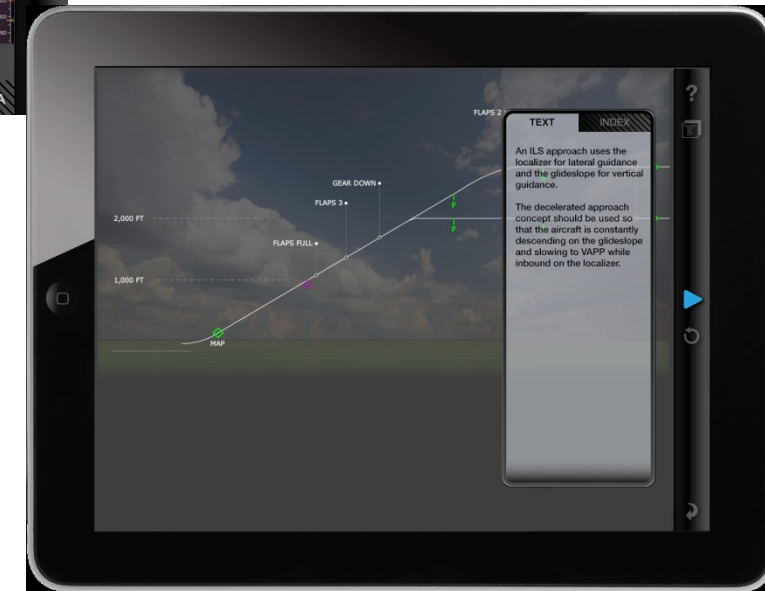 FLAPS 2
TEXT
INDEX
An ILS approach uses the
localizer for lateral guidance
and the glideslope for vertical
guidance.
The decelerated approach
concept should be used so
that the aircraft is constantly
descending on the glideslope
and slowing to VAPP while
inbound on the localizer.
GEAR DOWN
F
FLAPS 3
2,000 FT
F
FLAPS FULL
1,000 FT
MAP
?
A